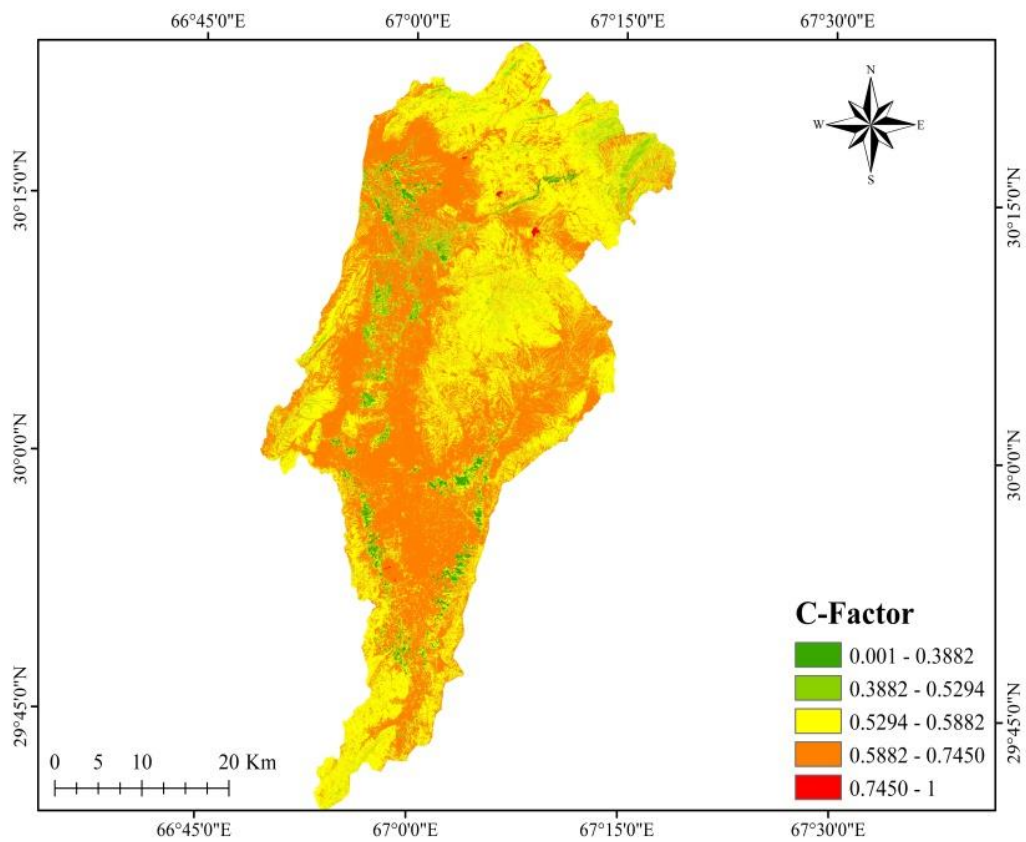 66°45'0"E 67°0'0"E 67°15'0"E 67°30'0"E
N
W E
S
30°15'0"N 30°15'0"N
30°0'0"N 30°0'0"N
29°45'0"N 29°45'0"N
C-Factor
0.001 - 0.3882
0.3882 - 0.5294
0.5294 - 0.5882
0.5882 - 0.7450
0.7450 - 1
0 5 10 20 Km
66°45'0"E 67°0'0"E 67°15'0"E 67°30'0"E